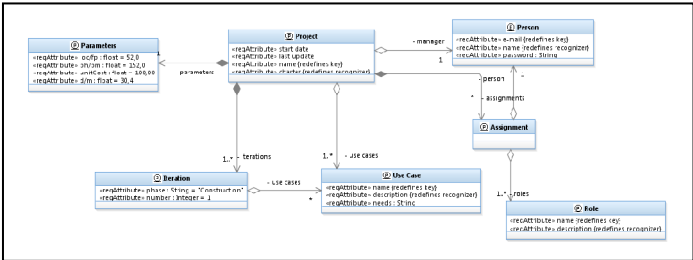 Parameters
«reqAttribute» loc/fp : float = 52,0
«reqAttribute» : float = 152,0
«reqAttribute» unitCost : float = 100,00
«reqAttribute» d/m : float = 30,4
1
parameters
Project
«reqAttribute» start date
«reqAttribute» last update
«reqAttribute» name {redefines key}
«reqAttribute» charter {redefines recognizer}
- manager
1
Person
«reqAttribute» e-mail {redefines key}
«reqAttribute» name {redefines recognizer}
«reqAttribute» password : String
- person
* - assignments
Assignment
1..* - iterations
1..* - use cases
Iteration
«reqAttribute» phase : String = "Construction"
«reqAttribute» number : Integer = 1
- use cases
*
Use Case
«reqAttribute» name {redefines key}
«reqAttribute» description {redefines recognizer}
«reqAttribute» needs : String
1..* - roles
Role
«reqAttribute» name {redefines key}
«reqAttribute» description {redefines recognizer}